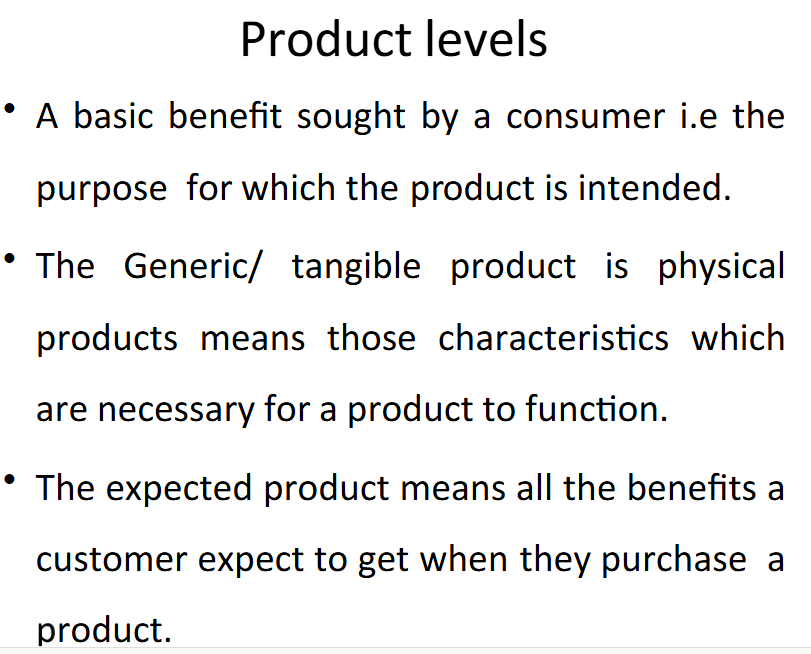 Product levels
• A basic benefit sought by a consumer i.e the
purpose for which the product is intended.
• The Generic/ tangible product is physical
products means those characteristics which
are necessary for a product to function.
• The expected product means all the benefits a
customer expect to get when they purchase a
product.